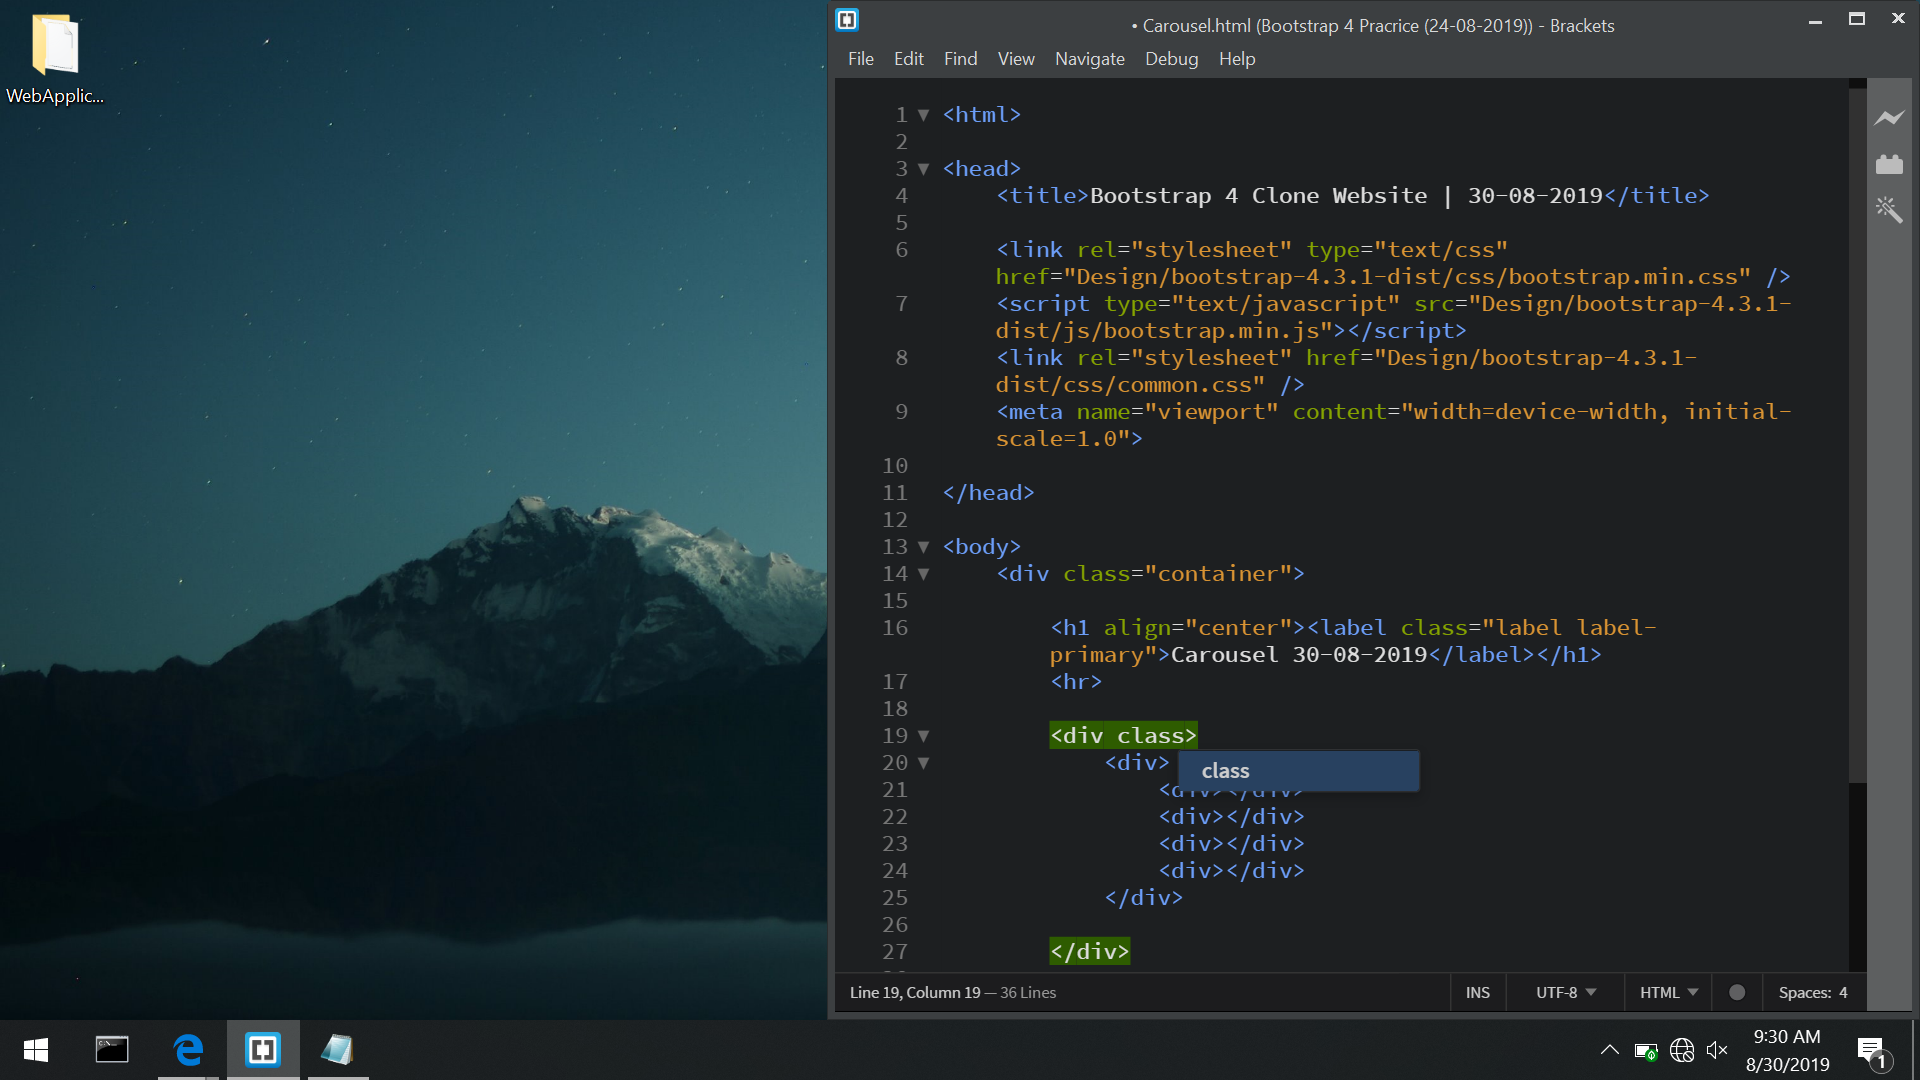 WebApplic...
• Carousel.html (Bootstrap 4 Pracrice (24-08-2019)) - Brackets
File Edit Find View Navigate Debug Help
1 <html>
2
3 <head>
4 <title>Bootstrap 4 Clone Website | 30-08-2019</title>
5
6 <link rel="stylesheet" type="text/css"
href="Design/bootstrap-4.3.1-dist/css/bootstrap.min.css" />
7 <script type="text/javascript" src="Design/bootstrap-4.3.1-
dist/js/bootstrap.min.js"></script>
8 <link rel="stylesheet" href="Design/bootstrap-4.3.1-
dist/css/common.css" />
9 <meta name="viewport" content="width=device-width, initial-
scale=1.0">
10
11 </head>
12
13 <body>
14 <div class="container">
15
16 <h1 align="center"><label class="label label-
primary">Carousel 30-08-2019</label></h1>
17 <hr>
18
19 <div class>
20 <div>
class
21 <div></div>
22 <div></div>
23 <div></div>
24 <div></div>
25 </div>
26
27 </div>
Line 19, Column 19 — 36 Lines
INS UTF-8 HTML Spaces: 4
9:30 AM
8/30/2019
1